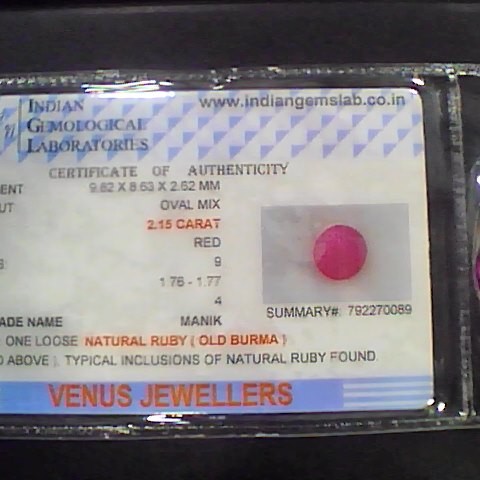 INDIAN
GEMOLOGICAL
LABORATORIES
www.indiangemslab.co.in
CERTIFICATE OF AUTHENTICITY
ENT 9.82 X 8.63 X 2.62 MM
UT OVAL MIX
2.15 CARAT
RED
S 9
1.76 - 1.77
4
ADE NAME MANIK
SUMMARY#: 792270089
ONE LOOSE NATURAL RUBY ( OLD BURMA )
D ABOVE ). TYPICAL INCLUSIONS OF NATURAL RUBY FOUND.
VENUS JEWELLERS